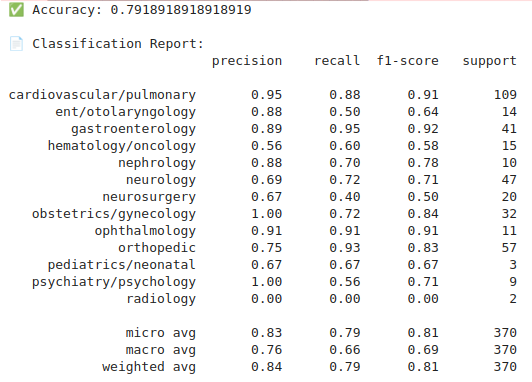 ✅ Accuracy: 0.7918918918918919
📄 Classification Report:
precision recall f1-score support
cardiovascular/pulmonary 0.95 0.88 0.91 109
ent/otolaryngology 0.88 0.50 0.64 14
gastroenterology 0.89 0.95 0.92 41
hematology/oncology 0.56 0.60 0.58 15
nephrology 0.88 0.70 0.78 10
neurology 0.69 0.72 0.71 47
neurosurgery 0.67 0.40 0.50 20
obstetrics/gynecology 1.00 0.72 0.84 32
ophthalmology 0.91 0.91 0.91 11
orthopedic 0.75 0.93 0.83 57
pediatrics/neonatal 0.67 0.67 0.67 3
psychiatry/psychology 1.00 0.56 0.71 9
radiology 0.00 0.00 0.00 2
micro avg 0.83 0.79 0.81 370
macro avg 0.76 0.66 0.69 370
weighted avg 0.84 0.79 0.81 370